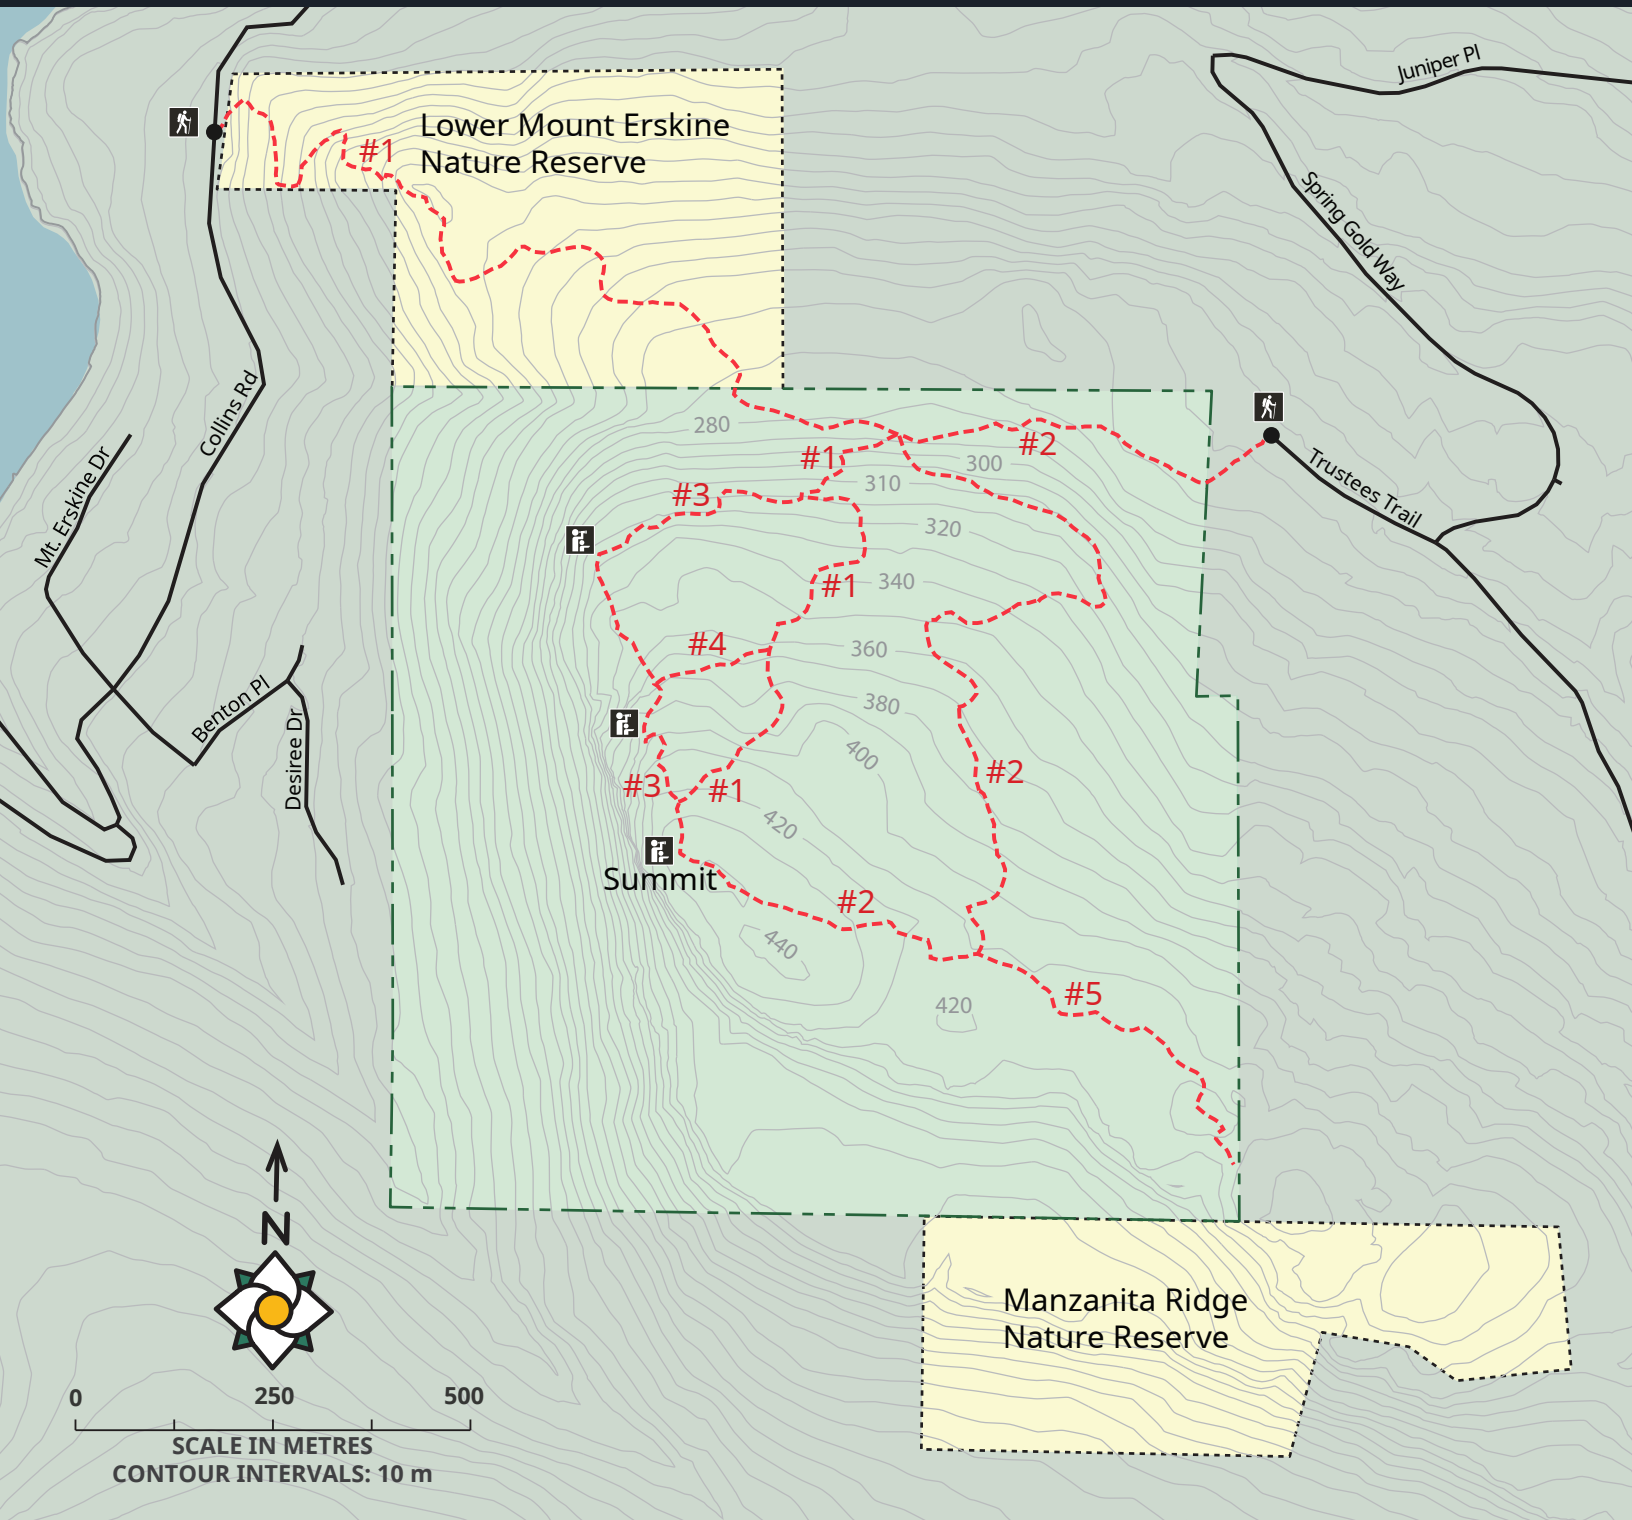 Juniper Pl
Lower Mount Erskine
Nature Reserve
#1
Spring Gold Way
Collins Rd
280
#2
#1
300
Trustees Trail
310
#3
320
Mt. Erskine Dr
340
#1
#4
360
380
Benton Pl
Desiree Dr
400
#2
#3
#1
420
Summit
#2
440
#5
420
N
Manzanita Ridge
Nature Reserve
0 250 500
SCALE IN METRES
CONTOUR INTERVALS: 10 m